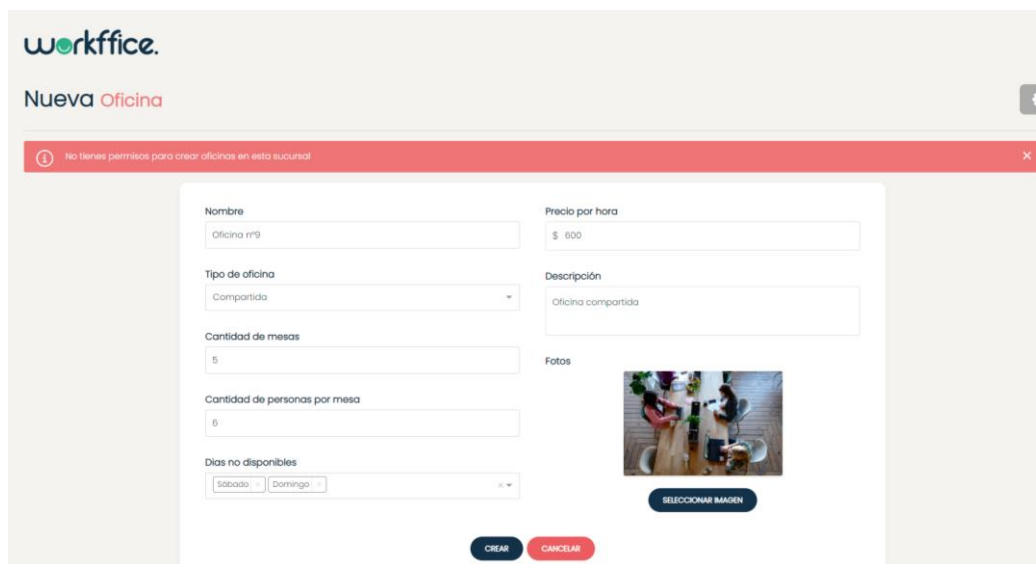 workffice.
Nueva Oficina
No tienes permisos para crear oficinas en esta sucursal
Nombre
Oficina nº9
Tipo de oficina
Compartida
Cantidad de mesas
5
Cantidad de personas por mesa
6
Dias no disponibles
Sábado × Domingo ×
Precio por hora
$ 600
Descripción
Oficina compartida
Fotos
SELECCIONAR IMAGEN
CREAR CANCELAR